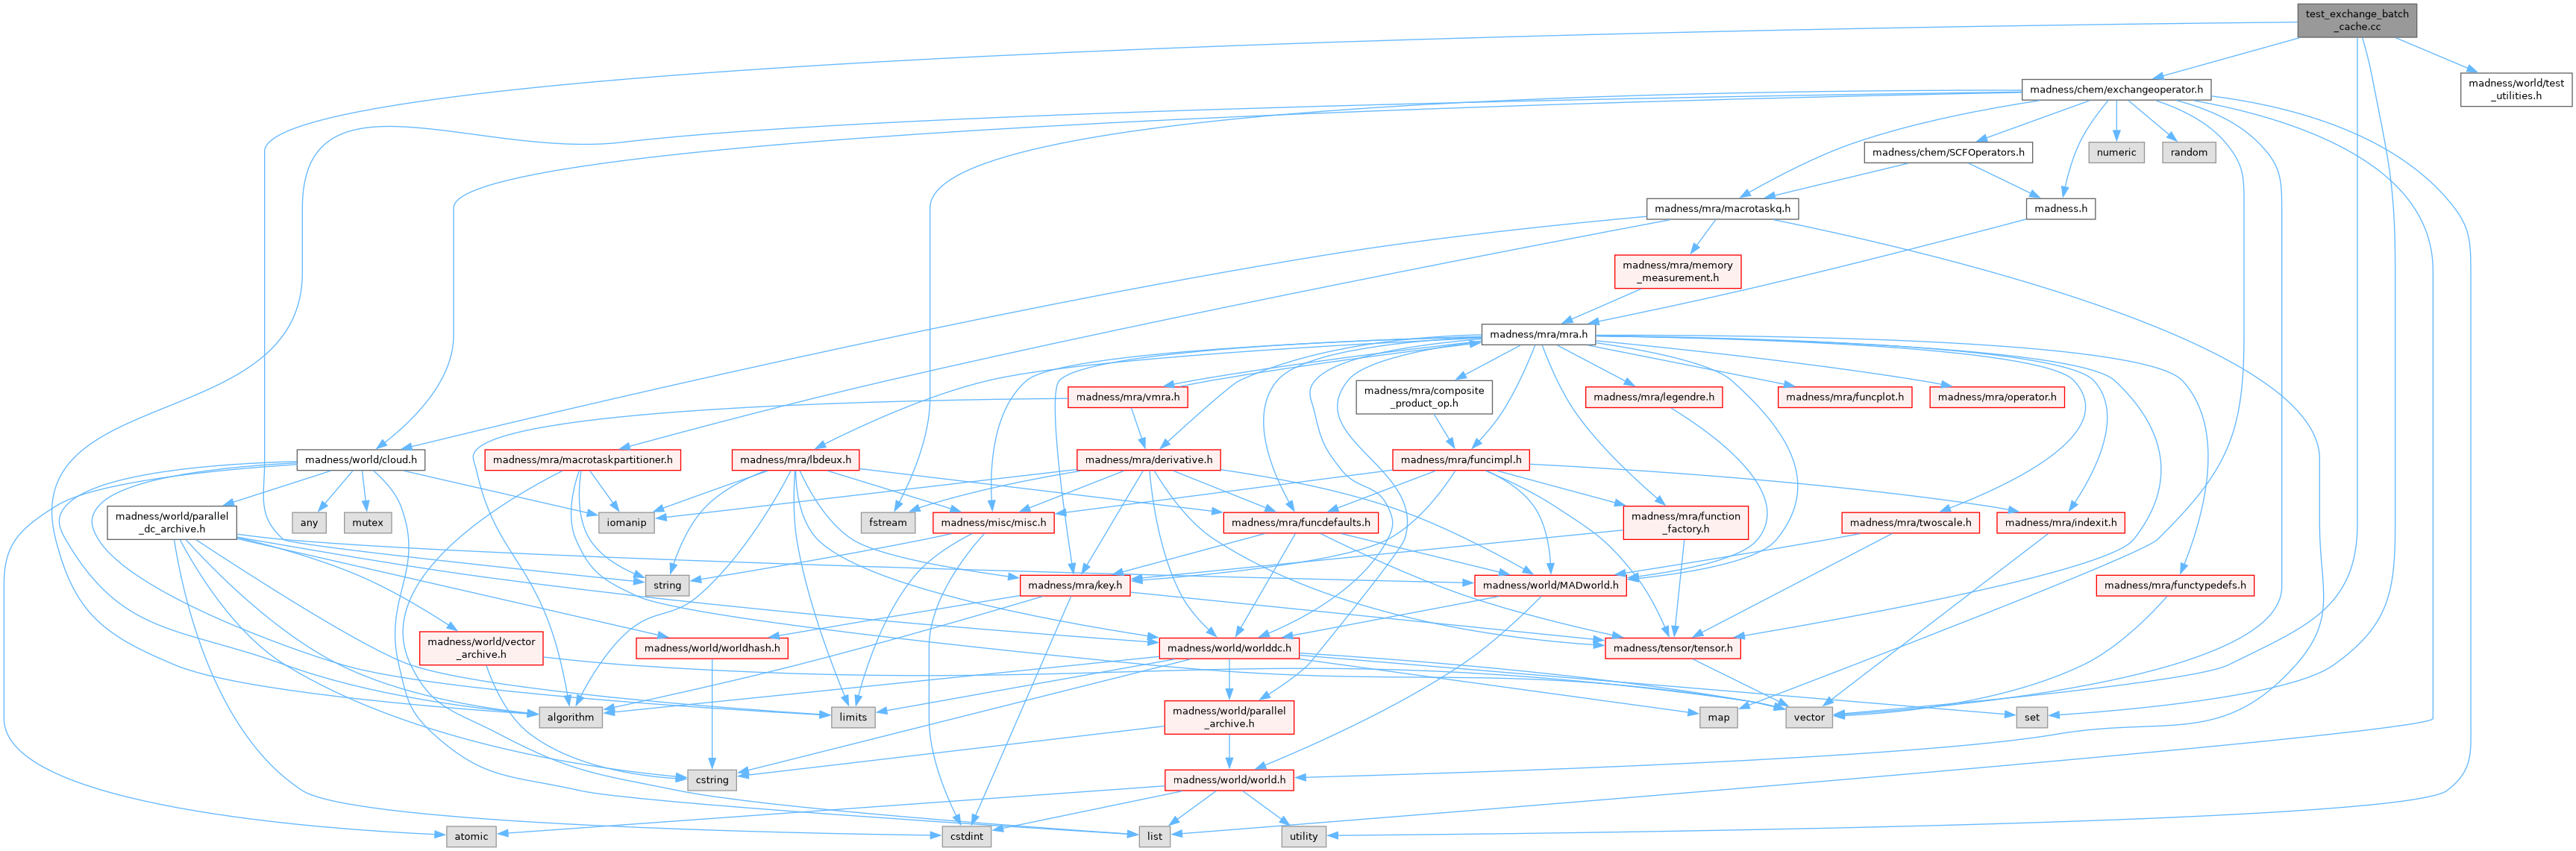 test_exchange_batch
_cache.cc
madness/chem/exchangeoperator.h
madness/world/test
_utilities.h
madness/chem/SCFOperators.h
numeric
random
madness/mra/macrotaskq.h
madness.h
madness/mra/memory
_measurement.h
madness/mra/mra.h
madness/mra/vmra.h
madness/mra/composite
_product_op.h
madness/mra/legendre.h
madness/mra/funcplot.h
madness/mra/operator.h
madness/world/cloud.h
madness/mra/macrotaskpartitioner.h
madness/mra/lbdeux.h
madness/mra/derivative.h
madness/mra/funcimpl.h
madness/world/parallel
_dc_archive.h
any
mutex
iomanip
fstream
madness/misc/misc.h
madness/mra/funcdefaults.h
madness/mra/function
_factory.h
madness/mra/twoscale.h
madness/mra/indexit.h
string
madness/mra/key.h
madness/world/MADworld.h
madness/mra/functypedefs.h
madness/world/vector
_archive.h
madness/world/worldhash.h
madness/world/worlddc.h
madness/tensor/tensor.h
algorithm
limits
madness/world/parallel
_archive.h
map
vector
set
cstring
madness/world/world.h
atomic
cstdint
list
utility